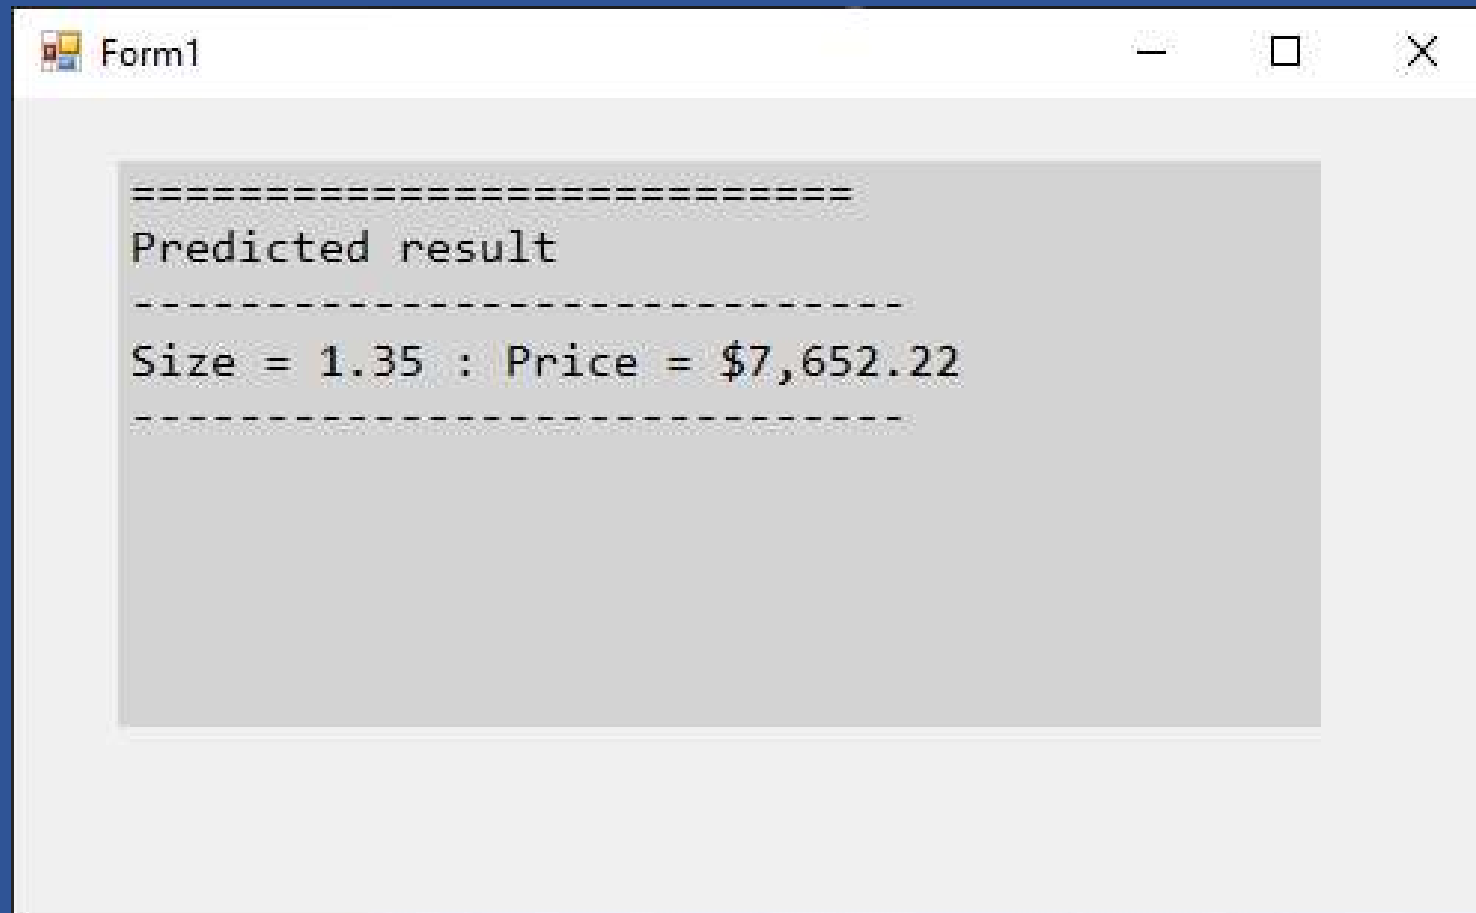 Form1
===========================
Predicted result
-----------------------------
Size = 1.35 : Price = $7,652.22
-----------------------------